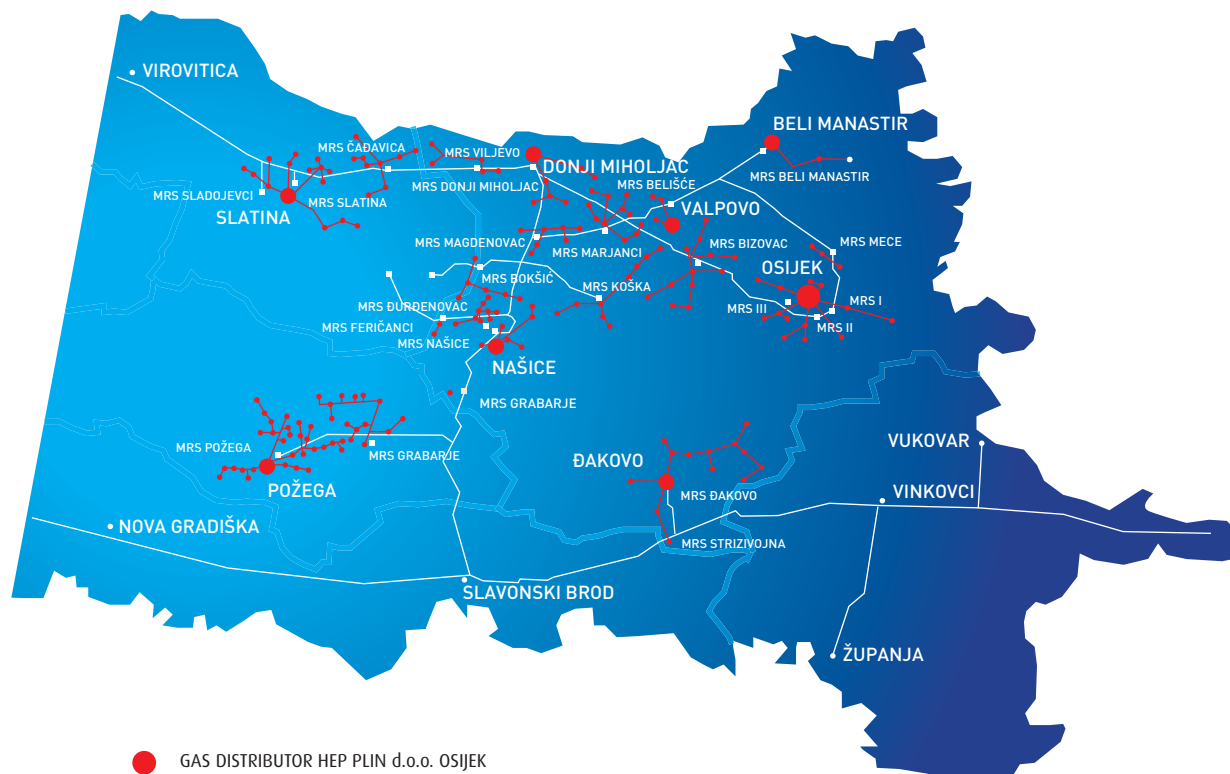 VIROVITICA
BELI MANASTIR
MRS ČAĐAVICA
MRS VILJEVO
DONJI MIHOLJAC
MRS BELI MANASTIR
MRS DONJI MIHOLJAC
MRS BELIŠĆE
MRS SLADOJEVCI
MRS SLATINA
SLATINA
VALPOVO
MRS MAGDENOVAC
MRS MARJANCI
MRS BIZOVAC
MRS MECE
MRS BOKŠIĆ
OSIJEK
MRS KOŠKA
MRS ĐURĐENOVAC
MRS III
MRS I
MRS FERIČANCI
MRS II
MRS NAŠICE
NAŠICE
MRS GRABARJE
MRS POŽEGA
MRS GRABARJE
VUKOVAR
ĐAKOVO
POŽEGA
MRS ĐAKOVO
VINKOVCI
NOVA GRADIŠKA
MRS STRIZIVOJNA
SLAVONSKI BROD
ŽUPANJA
GAS DISTRIBUTOR HEP PLIN d.o.o. OSIJEK